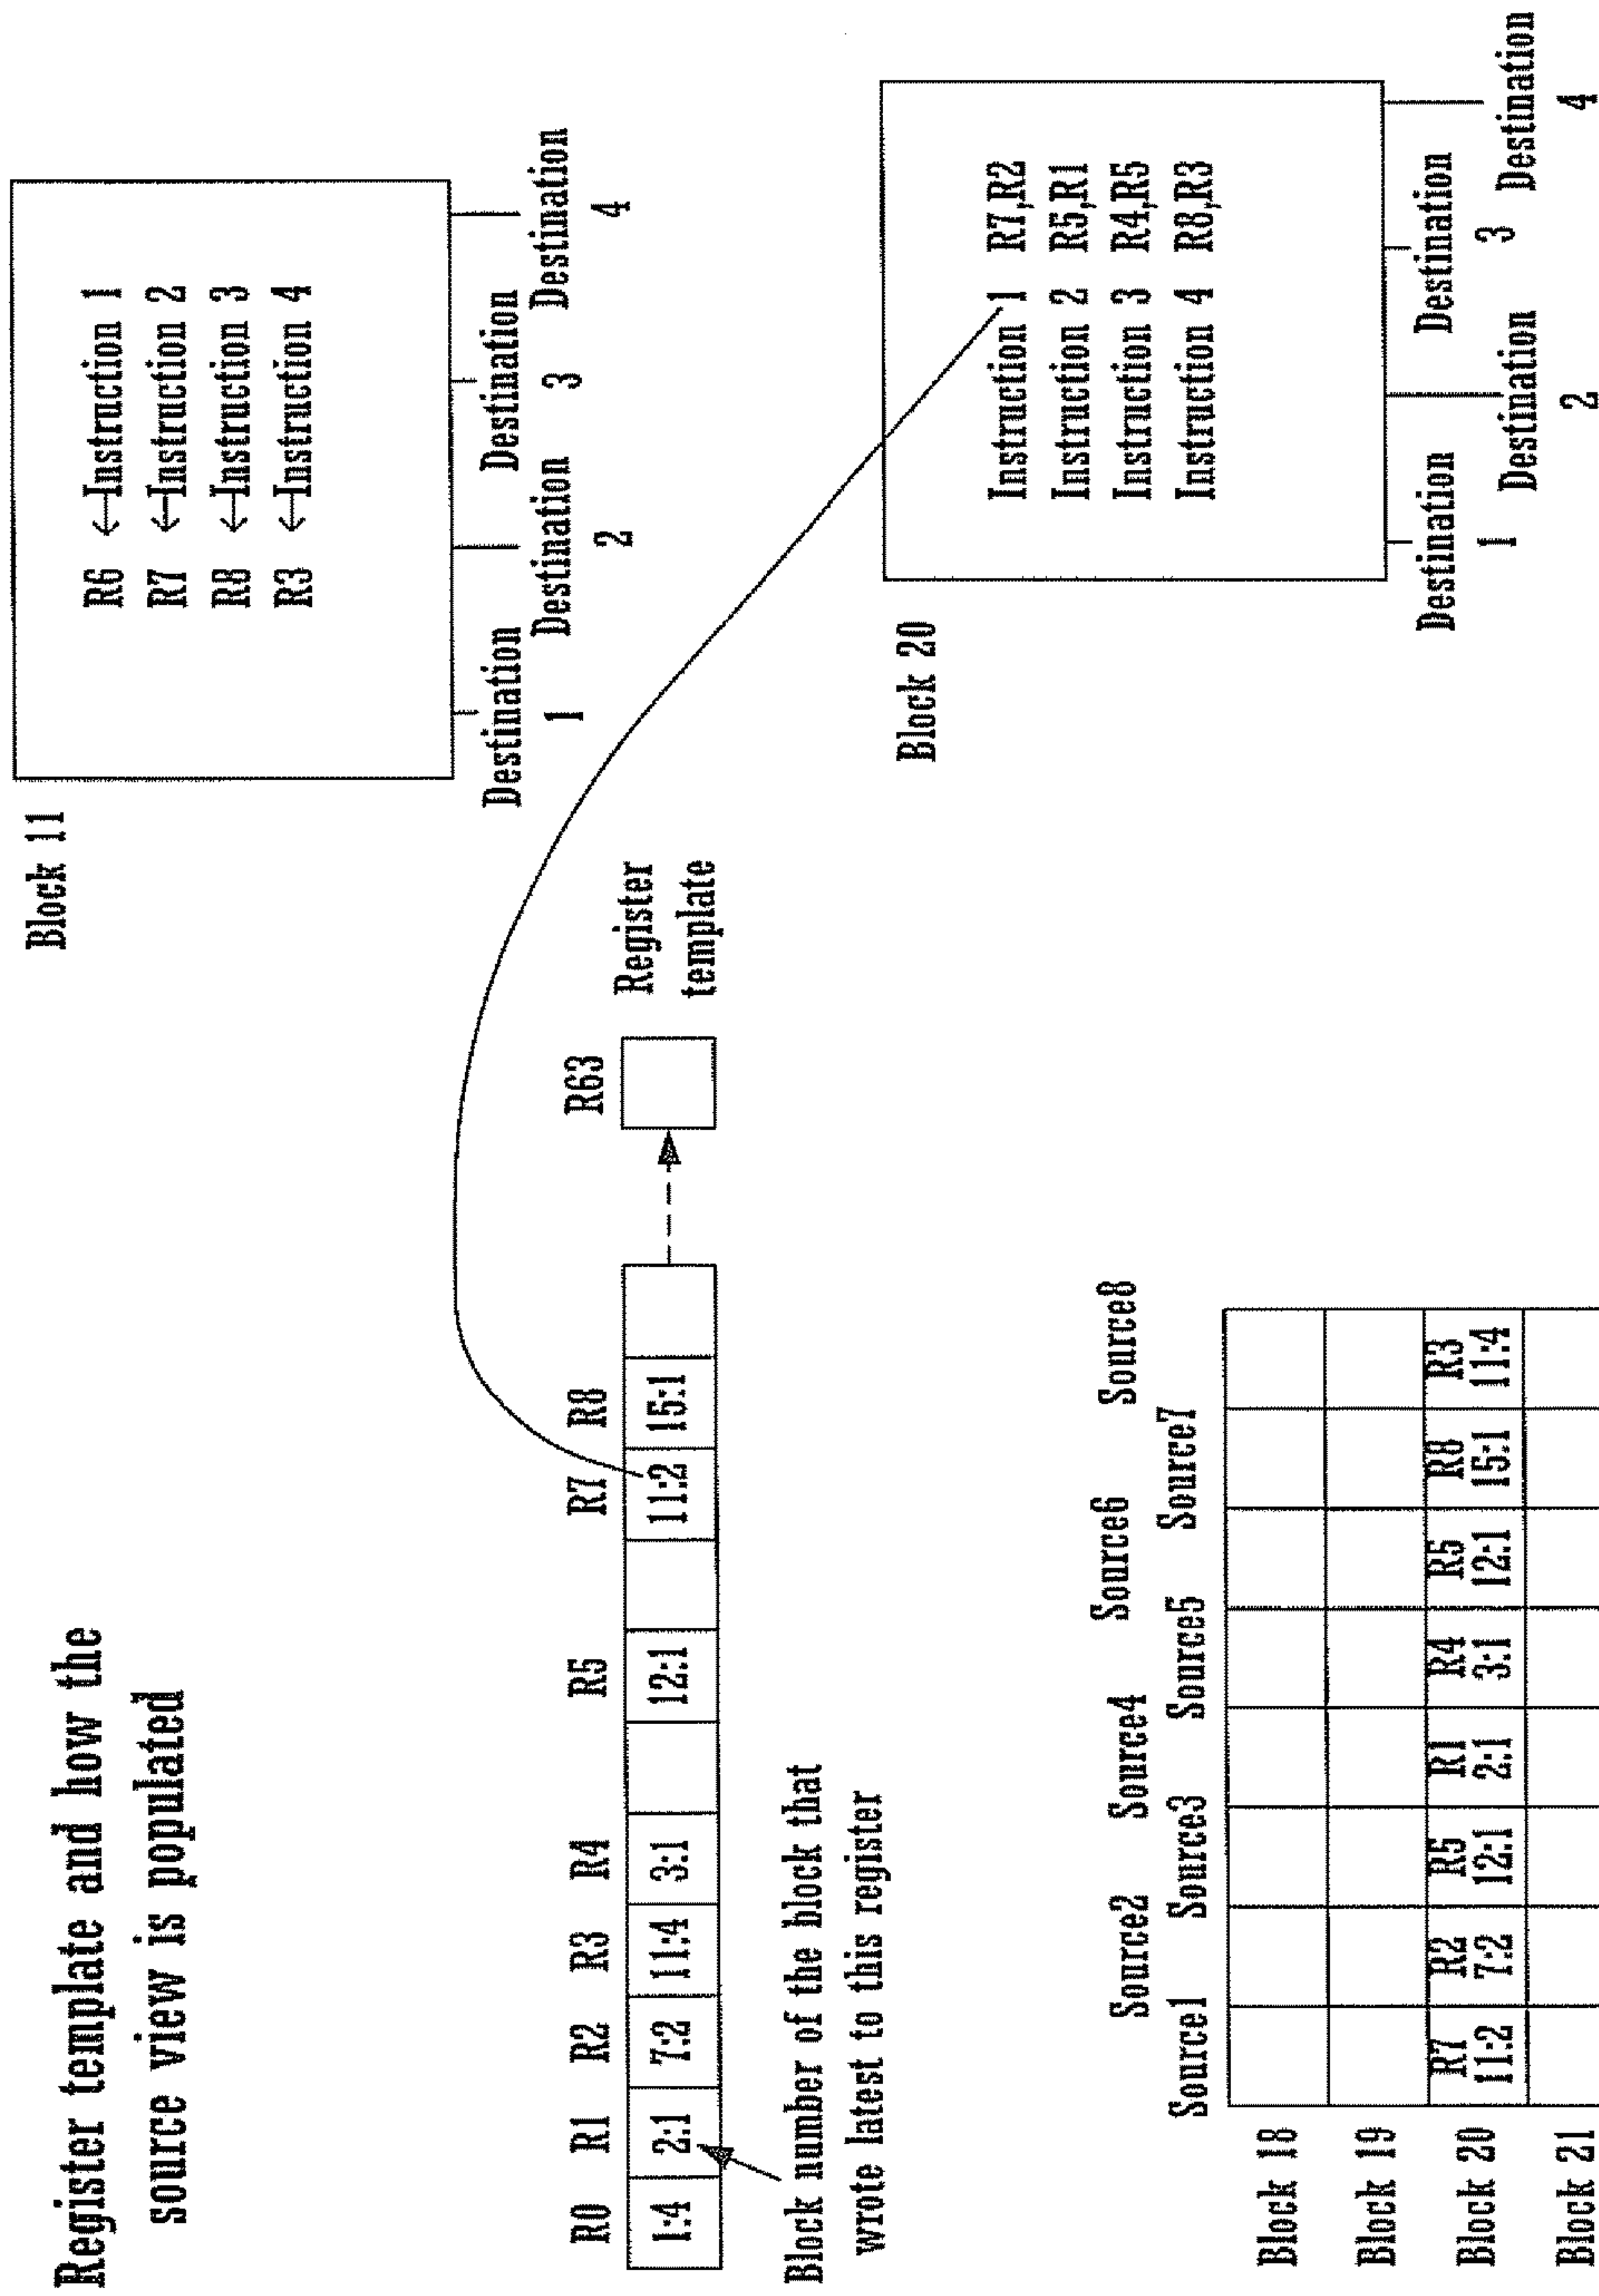 Register template and how the
source view is populated
Block 11
R6 ←Instruction 1
R7 ←Instruction 2
R8 ←Instruction 3
R3 ←Instruction 4
Destination
1
Destination
2
Destination
3
Destination
4
R0 R1 R2 R3 R4 R5 R7 R8 R63
1:4 2:1 7:2 11:4 3:1 12:1 11:2 15:1
Register
template
Block number of the block that
wrote latest to this register
Block 20
Instruction 1 R7,R2
Instruction 2 R5,R1
Instruction 3 R4,R5
Instruction 4 R8,R3
Destination
1
Destination
2
Destination
3
Destination
4
Source1 Source2 Source3 Source4 Source5 Source6 Source7 Source8
Block 18
Block 19
Block 20
R7 R2 R5 R1 R4 R5 R8 R3
11:2 7:2 12:1 2:1 3:1 12:1 15:1 11:4
Block 21